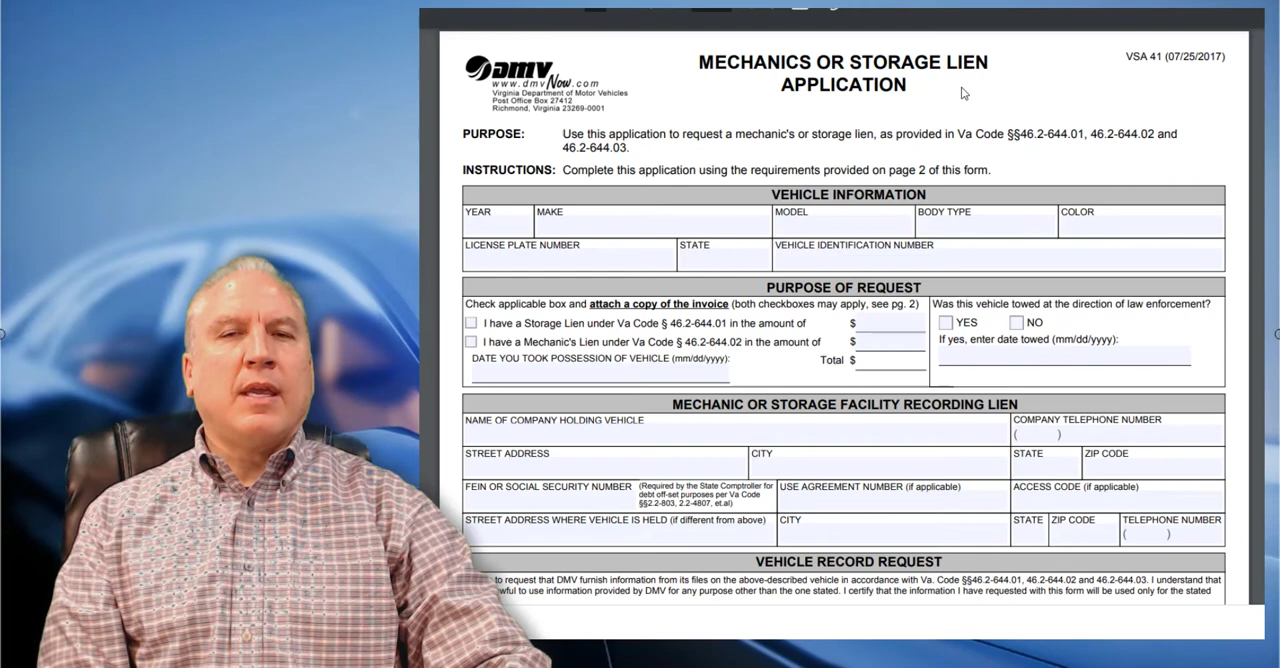 DMV
www.dmvNow.com
Virginia Department of Motor Vehicles
Post Office Box 27412
Richmond, Virginia 23269-0001
MECHANICS OR STORAGE LIEN
APPLICATION
VSA 41 (07/25/2017)
PURPOSE: Use this application to request a mechanic's or storage lien, as provided in Va Code §§46.2-644.01, 46.2-644.02 and
46.2-644.03.
INSTRUCTIONS: Complete this application using the requirements provided on page 2 of this form.
VEHICLE INFORMATION
YEAR MAKE MODEL BODY TYPE COLOR
LICENSE PLATE NUMBER STATE VEHICLE IDENTIFICATION NUMBER
PURPOSE OF REQUEST
Check applicable box and attach a copy of the invoice (both checkboxes may apply, see pg. 2)
I have a Storage Lien under Va Code § 46.2-644.01 in the amount of $
I have a Mechanic's Lien under Va Code § 46.2-644.02 in the amount of $
DATE YOU TOOK POSSESSION OF VEHICLE (mm/dd/yyyy): Total $
Was this vehicle towed at the direction of law enforcement?
YES NO
If yes, enter date towed (mm/dd/yyyy):
MECHANIC OR STORAGE FACILITY RECORDING LIEN
NAME OF COMPANY HOLDING VEHICLE COMPANY TELEPHONE NUMBER
( )
STREET ADDRESS CITY STATE ZIP CODE
FEIN OR SOCIAL SECURITY NUMBER (Required by the State Comptroller for
debt off-set purposes per Va Code
§§2.2-803, 2.2-4807, et.al)
USE AGREEMENT NUMBER (if applicable) ACCESS CODE (if applicable)
STREET ADDRESS WHERE VEHICLE IS HELD (if different from above) CITY STATE ZIP CODE TELEPHONE NUMBER
( )
VEHICLE RECORD REQUEST
to request that DMV furnish information from its files on the above-described vehicle in accordance with Va. Code §§46.2-644.01, 46.2-644.02 and 46.2-644.03. I understand that
to use information provided by DMV for any purpose other than the one stated. I certify that the information I have requested with this form will be used only for the stated